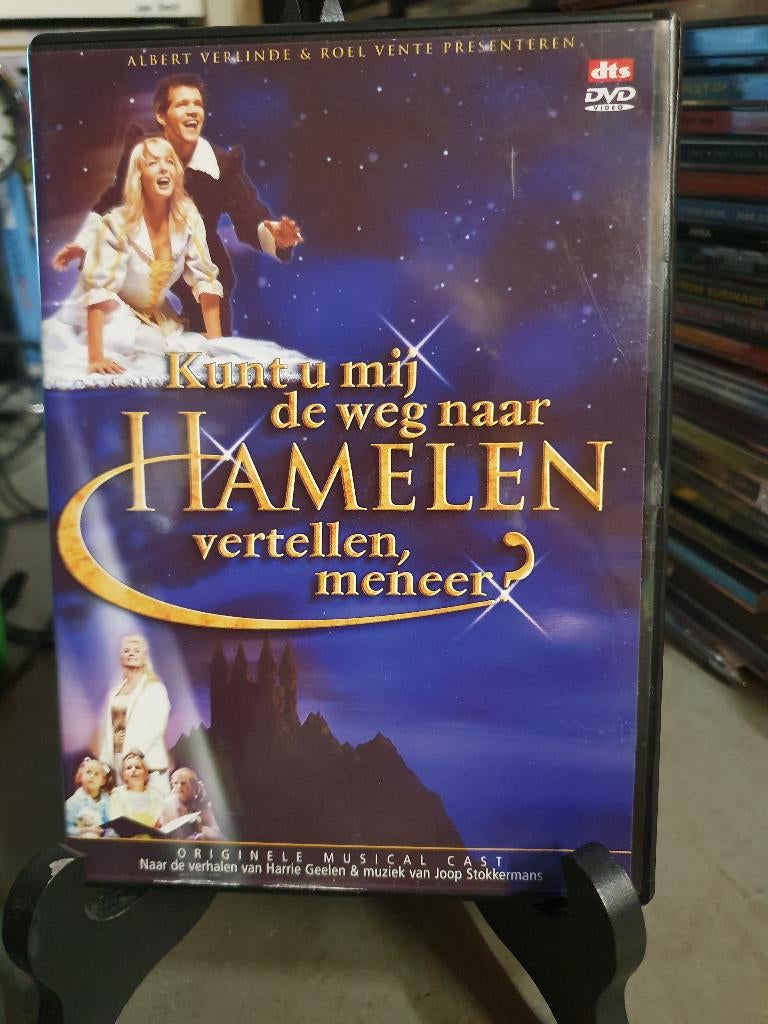 ALBERT VERLINDE & ROEL VENTE PRESENTEREN
dts
DVD
VIDEO
Kunt u mij
de weg naar
HAMELEN
vertellen,
meneer?
ORIGINELE MUSICAL CAST
Naar de verhalen van Harrie Geelen & muziek van Joop Stokkermans